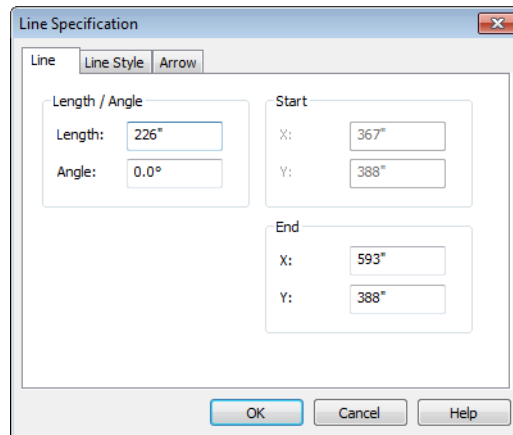 Line Specification
Line Line Style Arrow
Length / Angle
Length: 226"
Angle: 0.0°
Start
X: 367"
Y: 388"
End
X: 593"
Y: 388"
OK Cancel Help